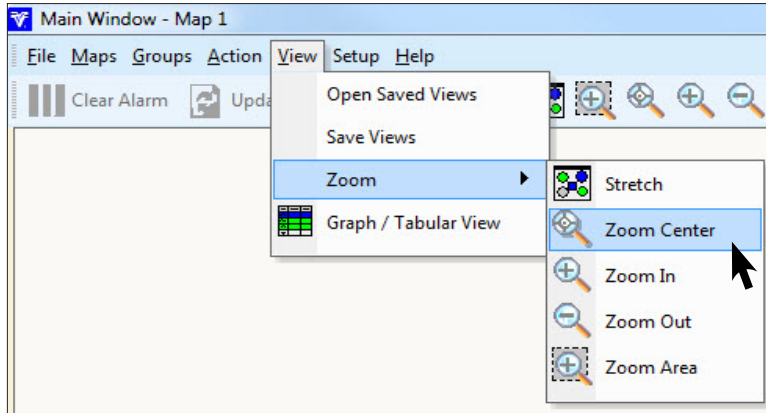 Main Window - Map 1
File Maps Groups Action View Setup Help
Clear Alarm Upda
Open Saved Views
Save Views
Zoom
Graph / Tabular View
Stretch
Zoom Center
Zoom In
Zoom Out
Zoom Area